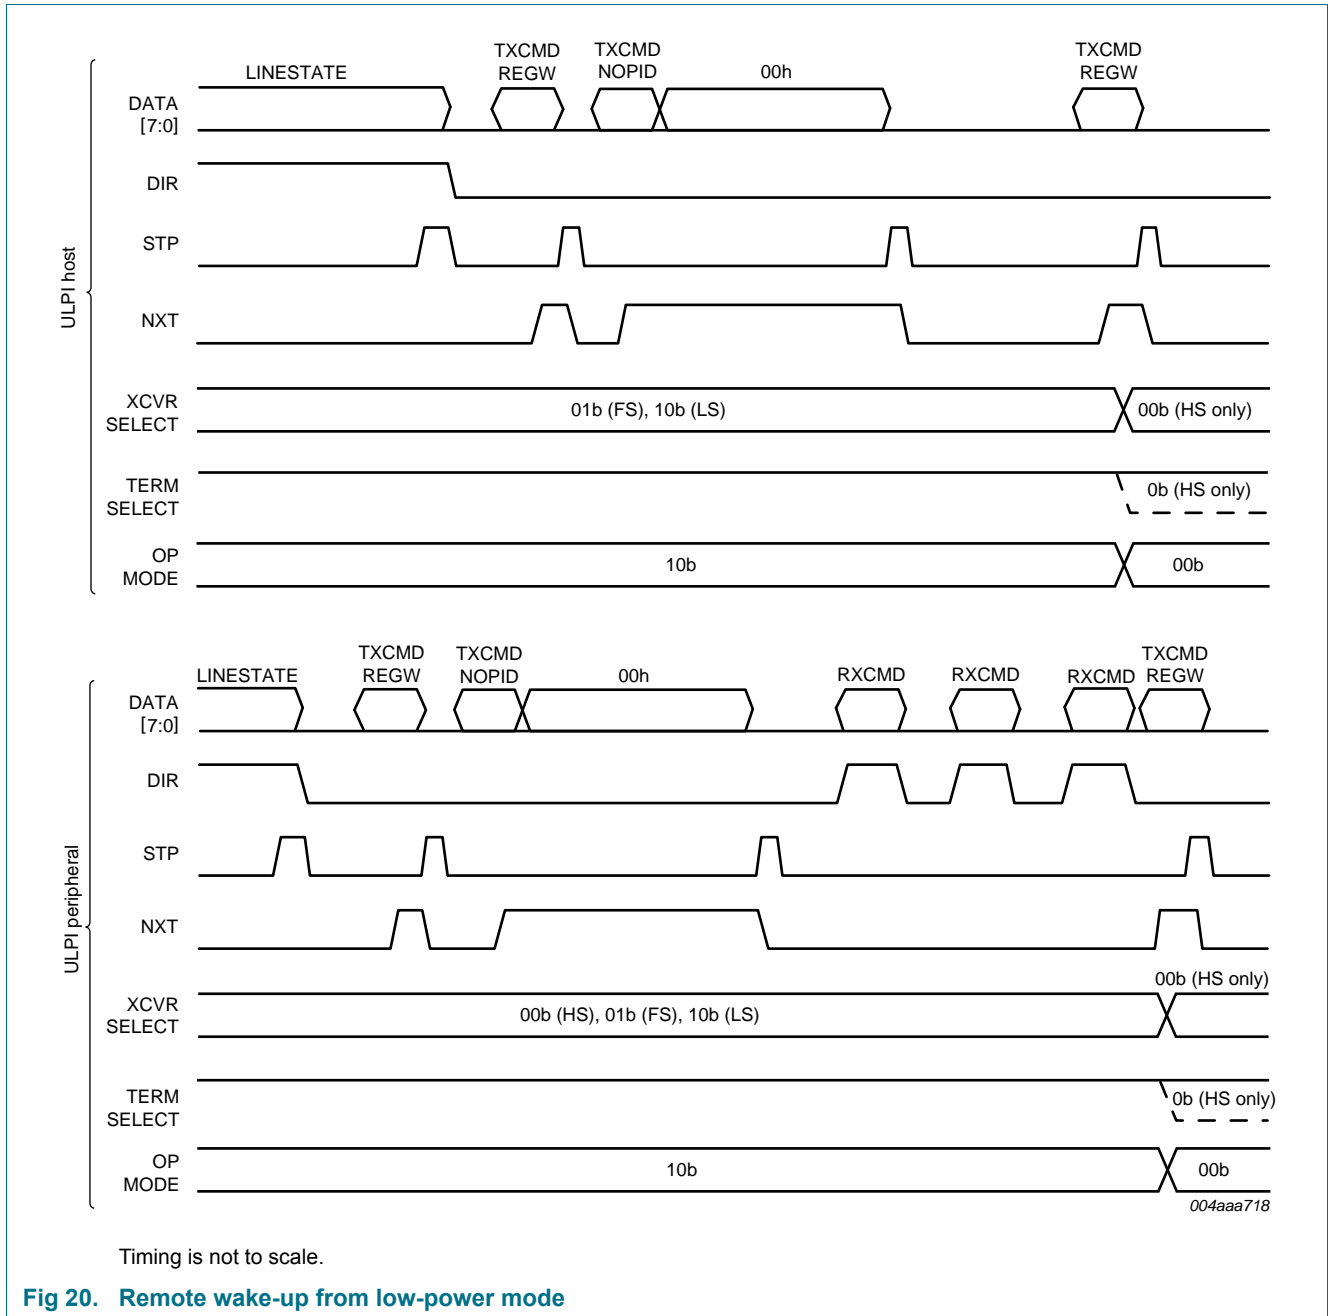 ULPI host
TXCMD
REGW
TXCMD
NOPID
00h
TXCMD
REGW
LINESTATE
DATA
[7:0]
DIR
STP
NXT
XCVR
SELECT
01b (FS), 10b (LS)
00b (HS only)
TERM
SELECT
0b (HS only)
OP
MODE
10b
00b
ULPI peripheral
LINESTATE
TXCMD
REGW
TXCMD
NOPID
00h
RXCMD
RXCMD
RXCMD
TXCMD
REGW
DATA
[7:0]
DIR
STP
NXT
XCVR
SELECT
00b (HS), 01b (FS), 10b (LS)
00b (HS only)
TERM
SELECT
0b (HS only)
OP
MODE
10b
00b
004aaa718
Timing is not to scale.
Fig 20. Remote wake-up from low-power mode